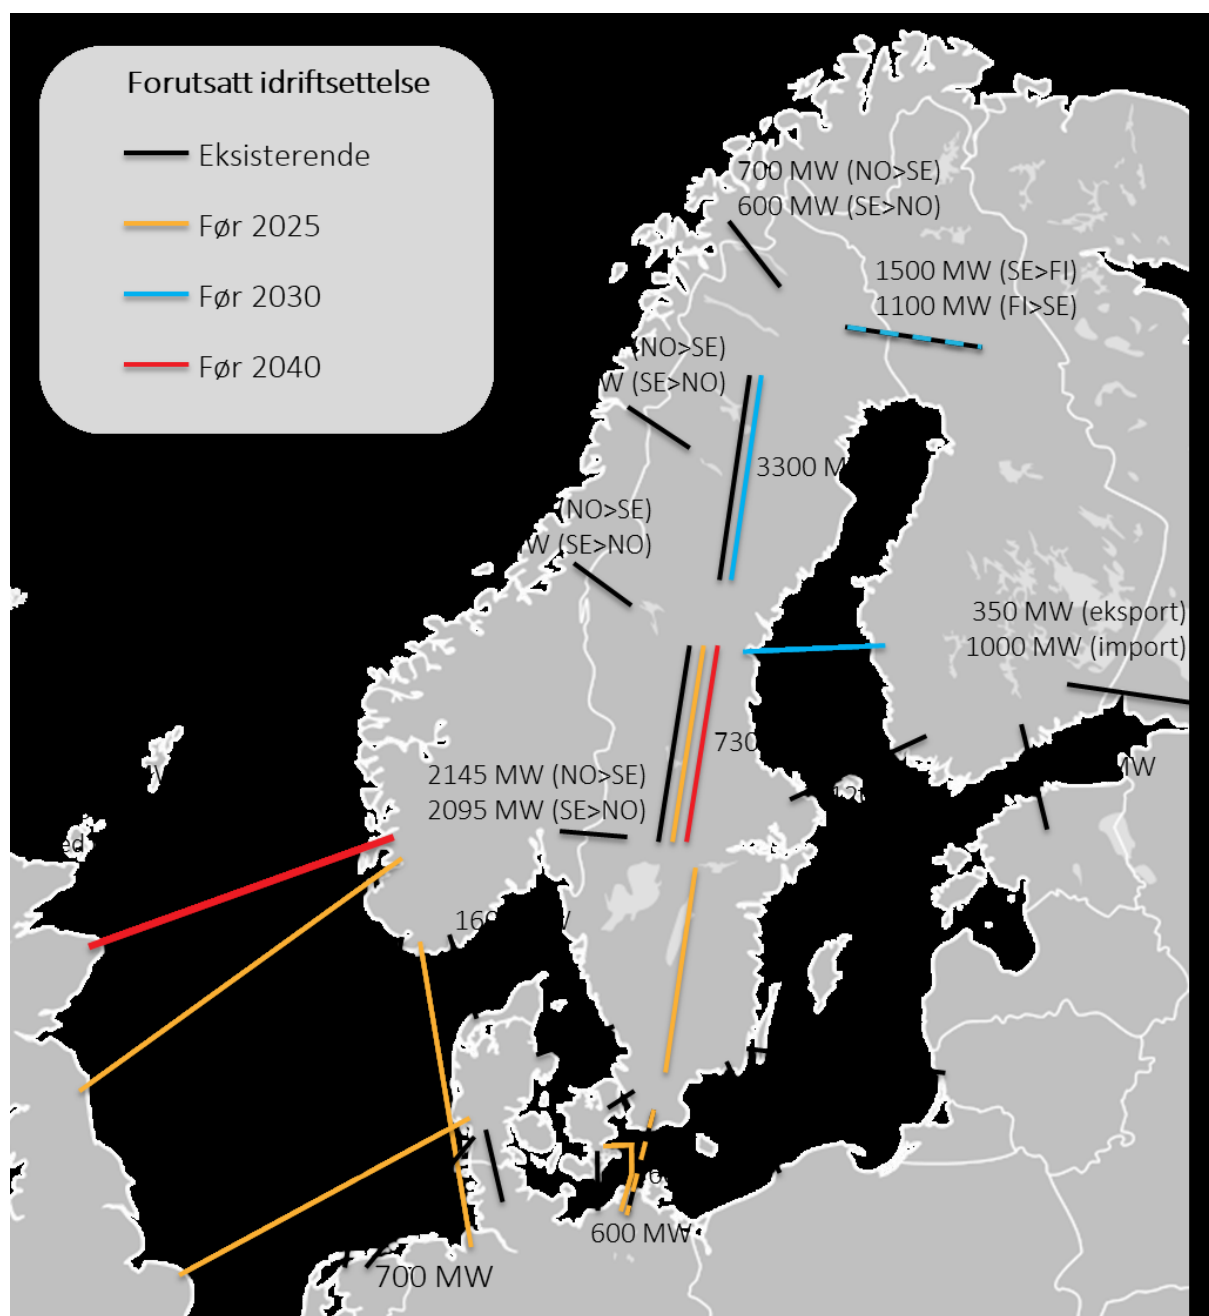 Forutsatt idriftsettelse
Eksisterende
Før 2025
Før 2030
Før 2040
700 MW (NO>SE)
600 MW (SE>NO)
1500 MW (SE>FI)
1100 MW (FI>SE)
(NO>SE)
(SE>NO)
3300
(NO>SE)
(SE>NO)
350 MW (eksport)
1000 MW (import)
730
2145 MW (NO>SE)
2095 MW (SE>NO)
MW
600 MW
700 MW